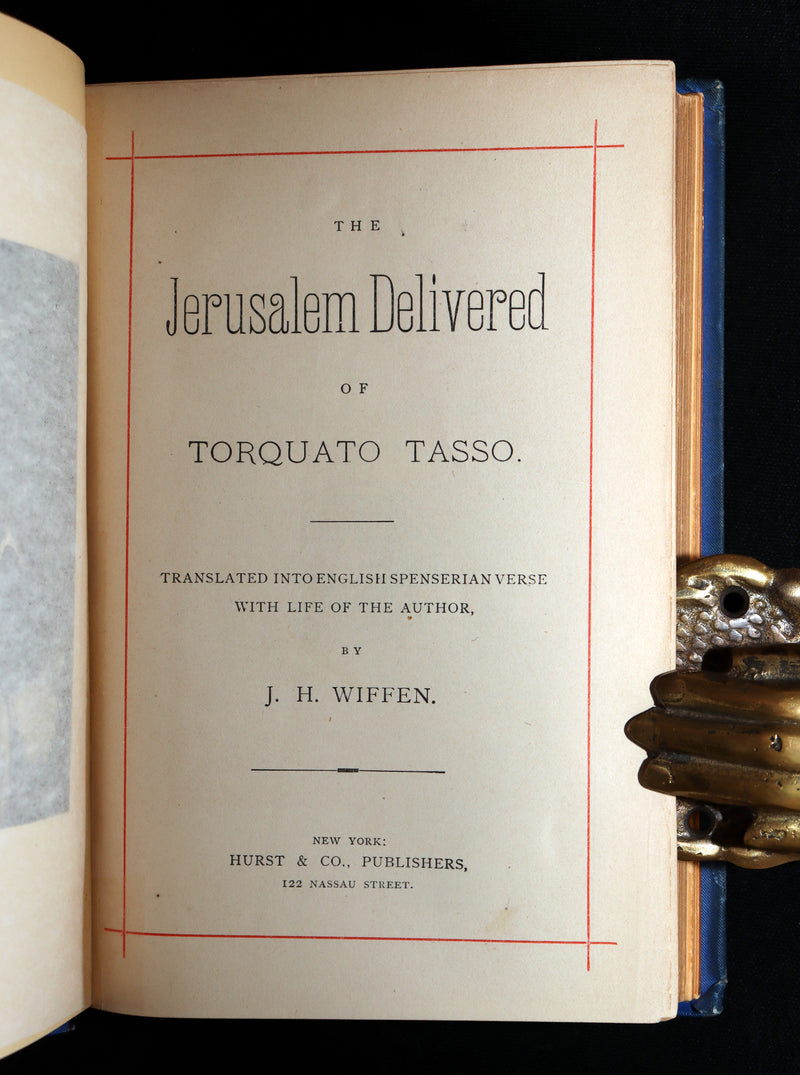 THE
Jerusalem Delivered
OF
TORQUATO TASSO.
TRANSLATED INTO ENGLISH SPENSERIAN VERSE
WITH LIFE OF THE AUTHOR,
BY
J. H. WIFFEN.
NEW YORK:
HURST & CO., PUBLISHERS,
122 NASSAU STREET.